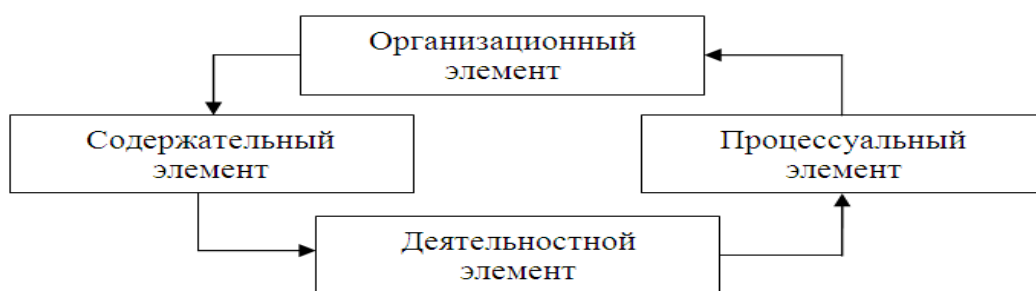 Организационный
элемент
Содержательный
элемент
Процессуальный
элемент
Деятельностной
элемент